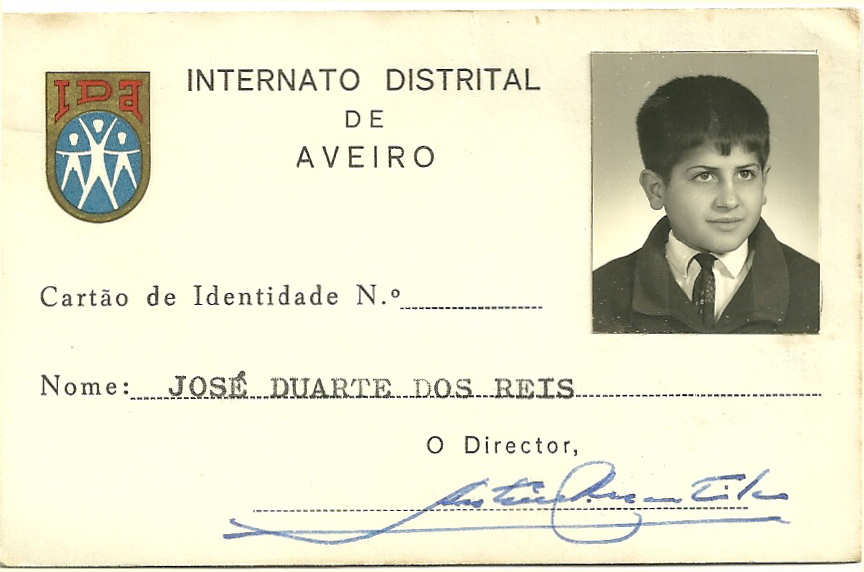 IDA
INTERNATO DISTRITAL
DE
AVEIRO
Cartão de Identidade N.º
Nome: JOSÉ DUARTE DOS REIS
O Director,